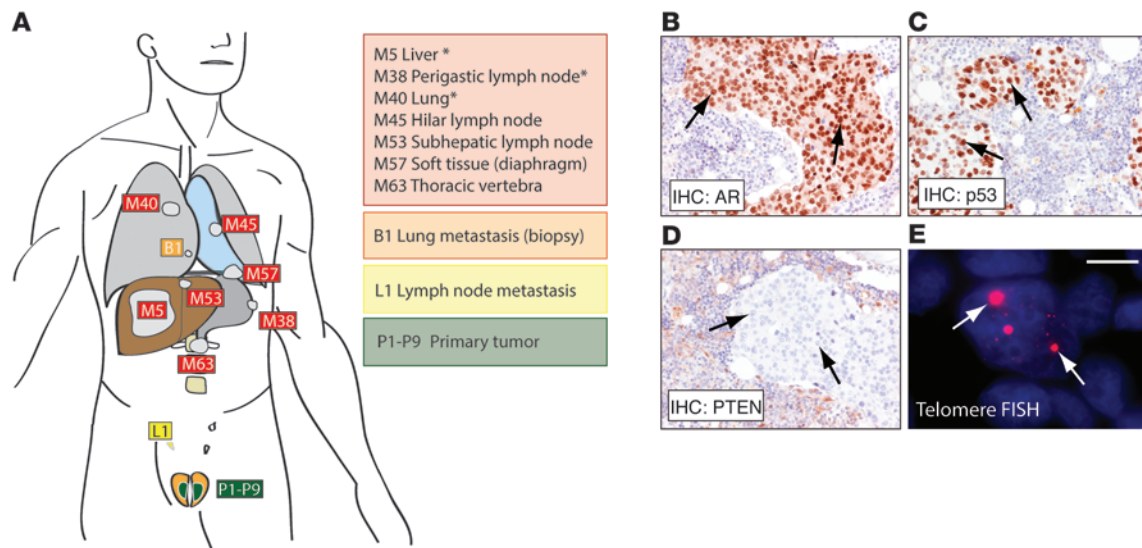 A
M5 Liver *
M38 Perigastic lymph node*
M40 Lung*
M45 Hilar lymph node
M53 Subhepatic lymph node
M57 Soft tissue (diaphragm)
M63 Thoracic vertebra
B1 Lung metastasis (biopsy)
L1 Lymph node metastasis
P1-P9 Primary tumor
M40
M45
B1
M57
M53
M5
M38
M63
L1
P1-P9
B
IHC: AR
C
IHC: p53
D
IHC: PTEN
E
Telomere FISH